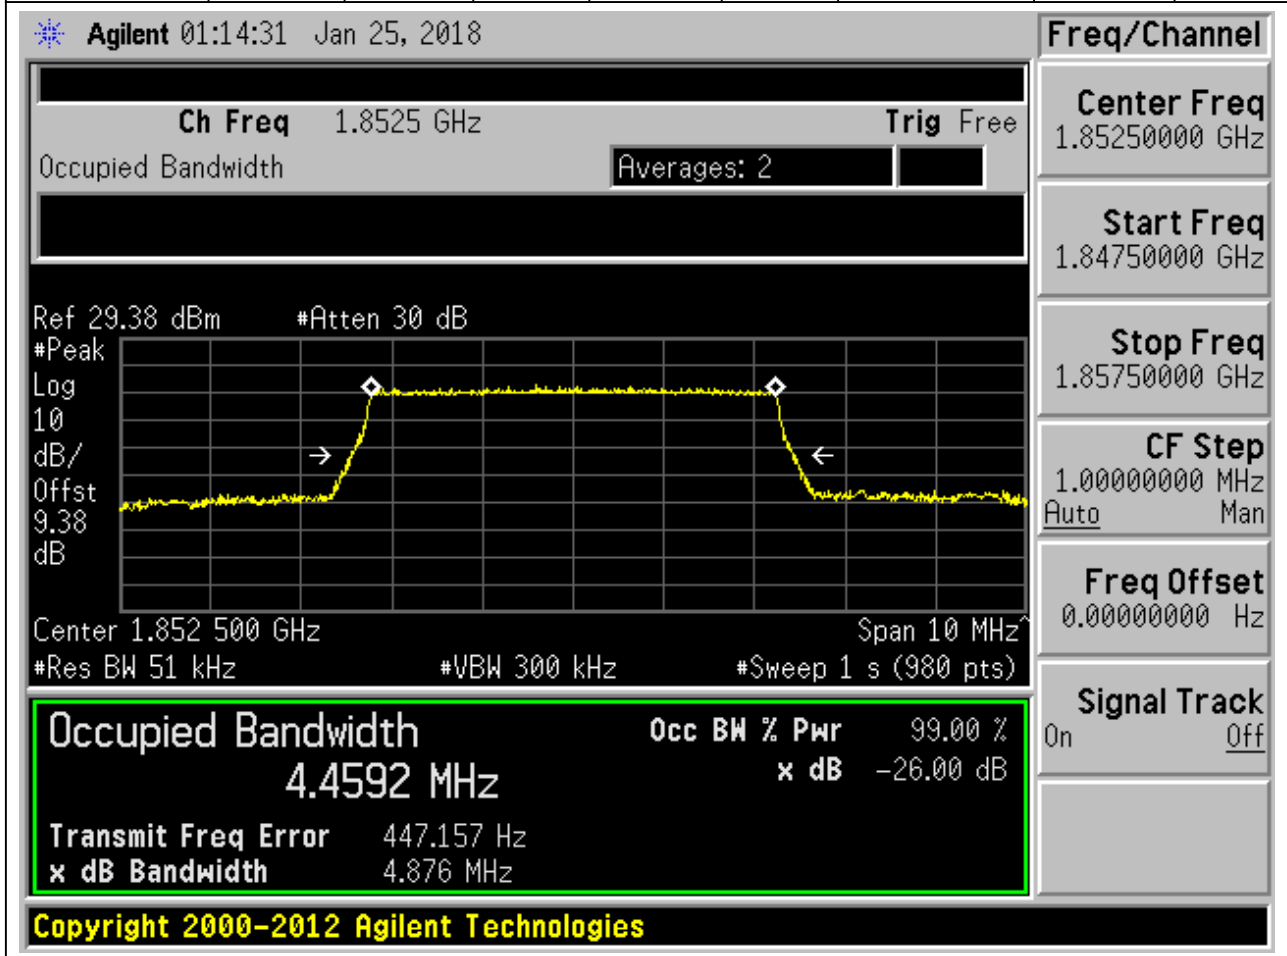 Agilent 01:14:31 Jan 25, 2018
Freq/Channel
Ch Freq 1.8525 GHz Trig Free
Occupied Bandwidth Averages: 2
Ref 29.38 dBm #Atten 30 dB
#Peak
Log
10
dB/
Offst
9.38
dB
Center 1.852 500 GHz Span 10 MHz^
#Res BW 51 kHz #VBW 300 kHz #Sweep 1 s (980 pts)
Occupied Bandwidth Occ BW % Pwr 99.00 %
4.4592 MHz x dB -26.00 dB
Transmit Freq Error 447.157 Hz
x dB Bandwidth 4.876 MHz
Center Freq
1.85250000 GHz
Start Freq
1.84750000 GHz
Stop Freq
1.85750000 GHz
CF Step
1.00000000 MHz
Auto Man
Freq Offset
0.00000000 Hz
Signal Track
On Off
Copyright 2000-2012 Agilent Technologies